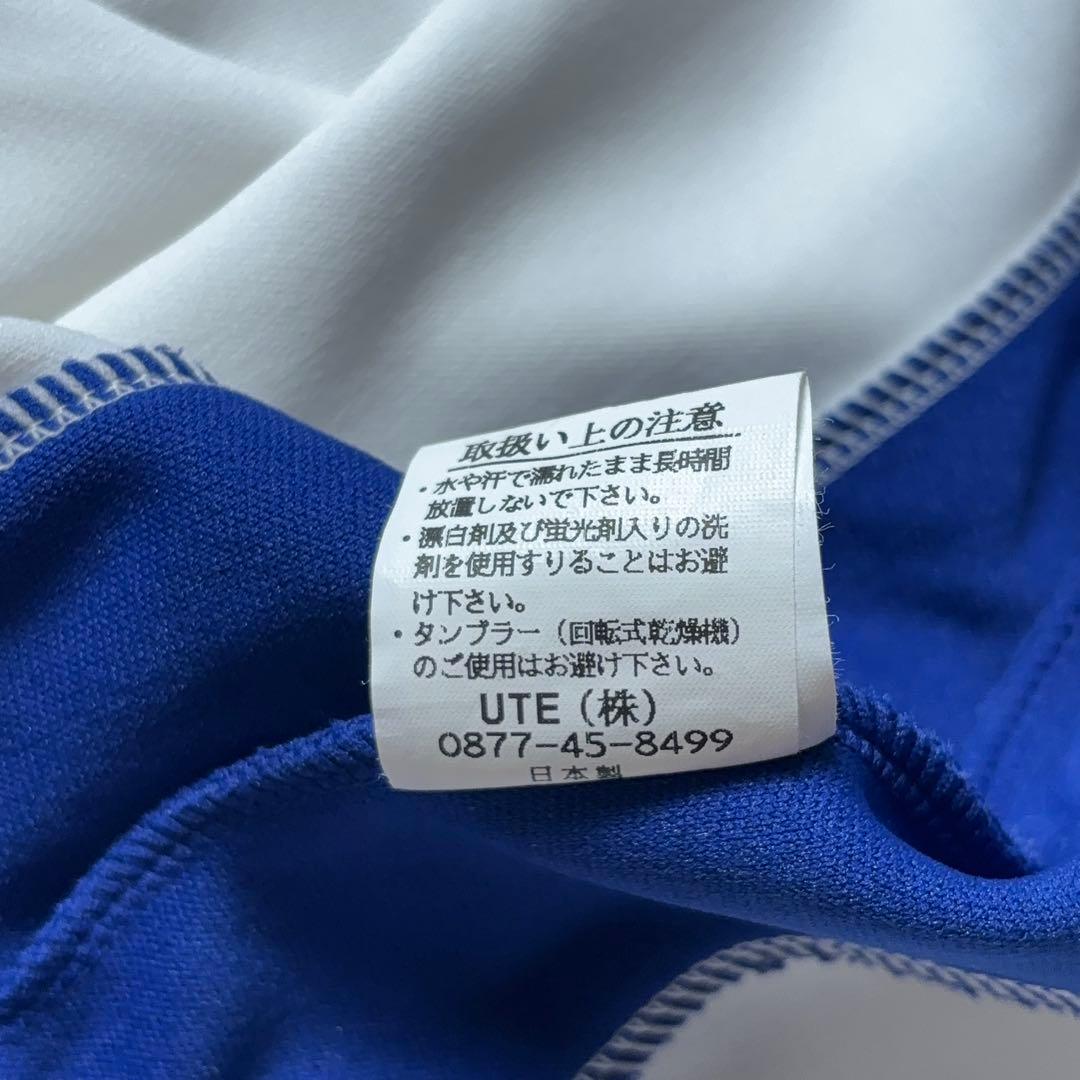 取扱い上の注意
・水や汗で濡れたまま長時間
放置しないで下さい。
・漂白剤及び蛍光剤入りの洗
剤を使用すりることはお避
け下さい。
・タンプラー（回転式乾燥機）
のご使用はお避け下さい。
UTE（株）
0877-45-8499
日本製